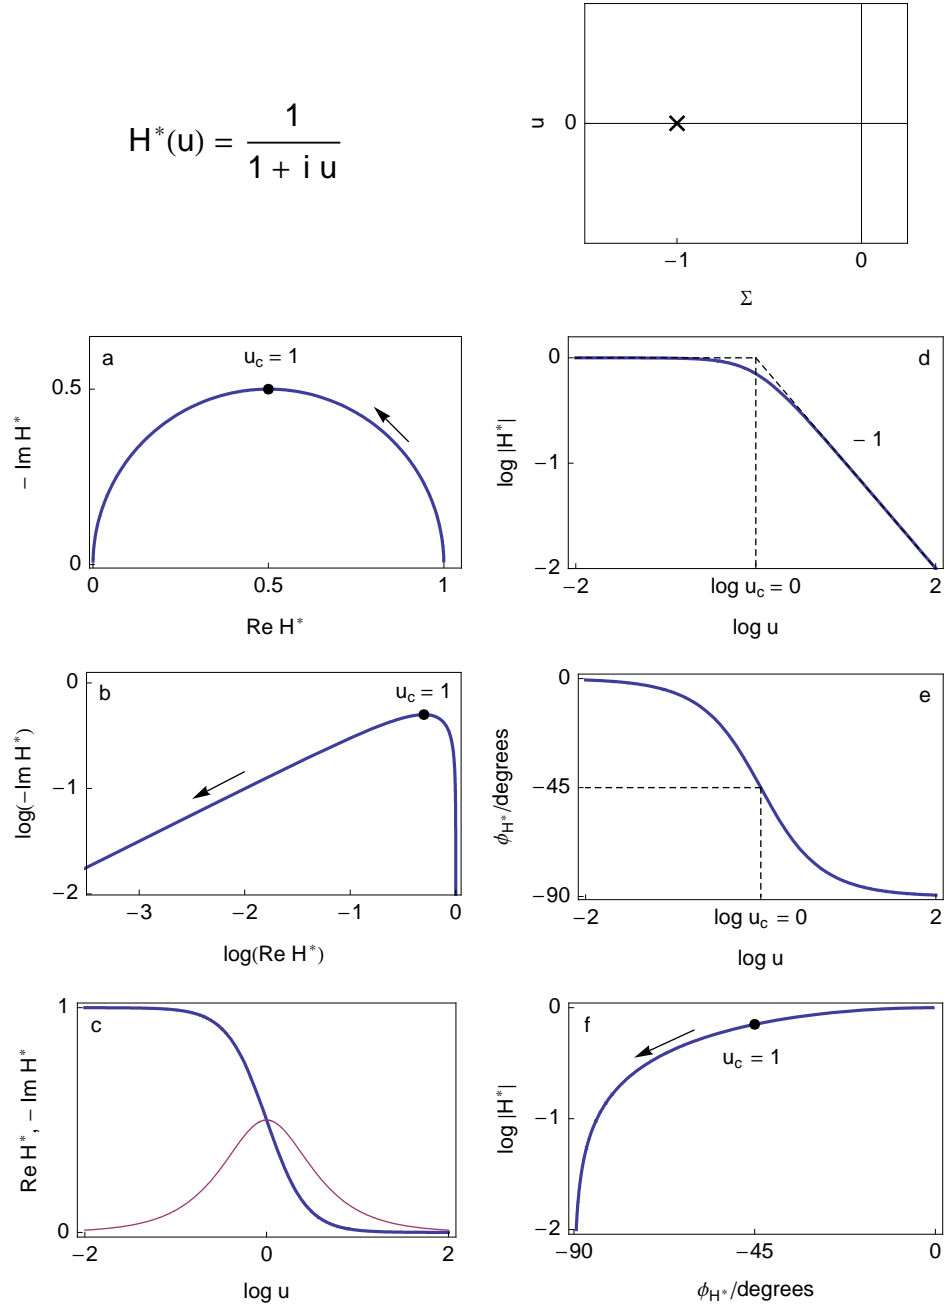 H*(u) = 1 / (1 + i u)
u
0
−1
0
Σ
a
u_c = 1
0.5
0
− Im H*
0
0.5
1
Re H*
d
0
−1
−2
log |H*|
− 1
−2
log u_c = 0
2
log u
b
u_c = 1
0
−1
−2
log(−Im H*)
−3
−2
−1
0
log(Re H*)
e
0
−45
−90
ϕ_H*/degrees
−2
log u_c = 0
2
log u
c
1
0
Re H*, − Im H*
−2
0
2
log u
f
u_c = 1
0
−1
−2
log |H*|
−90
−45
0
ϕ_H*/degrees